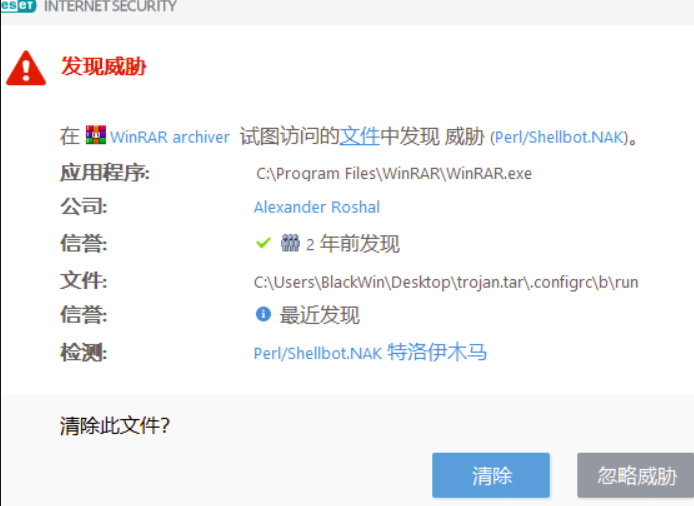 eset INTERNET SECURITY
发现威胁
在 WinRAR archiver 试图访问的文件中发现 威胁 (Perl/Shellbot.NAK)。
应用程序: C:\Program Files\WinRAR\WinRAR.exe
公司: Alexander Roshal
信誉: 2 年前发现
文件: C:\Users\BlackWin\Desktop\trojan.tar\.configrc\b\run
信誉: 最近发现
检测: Perl/Shellbot.NAK 特洛伊木马
清除此文件?
清除 忽略威胁